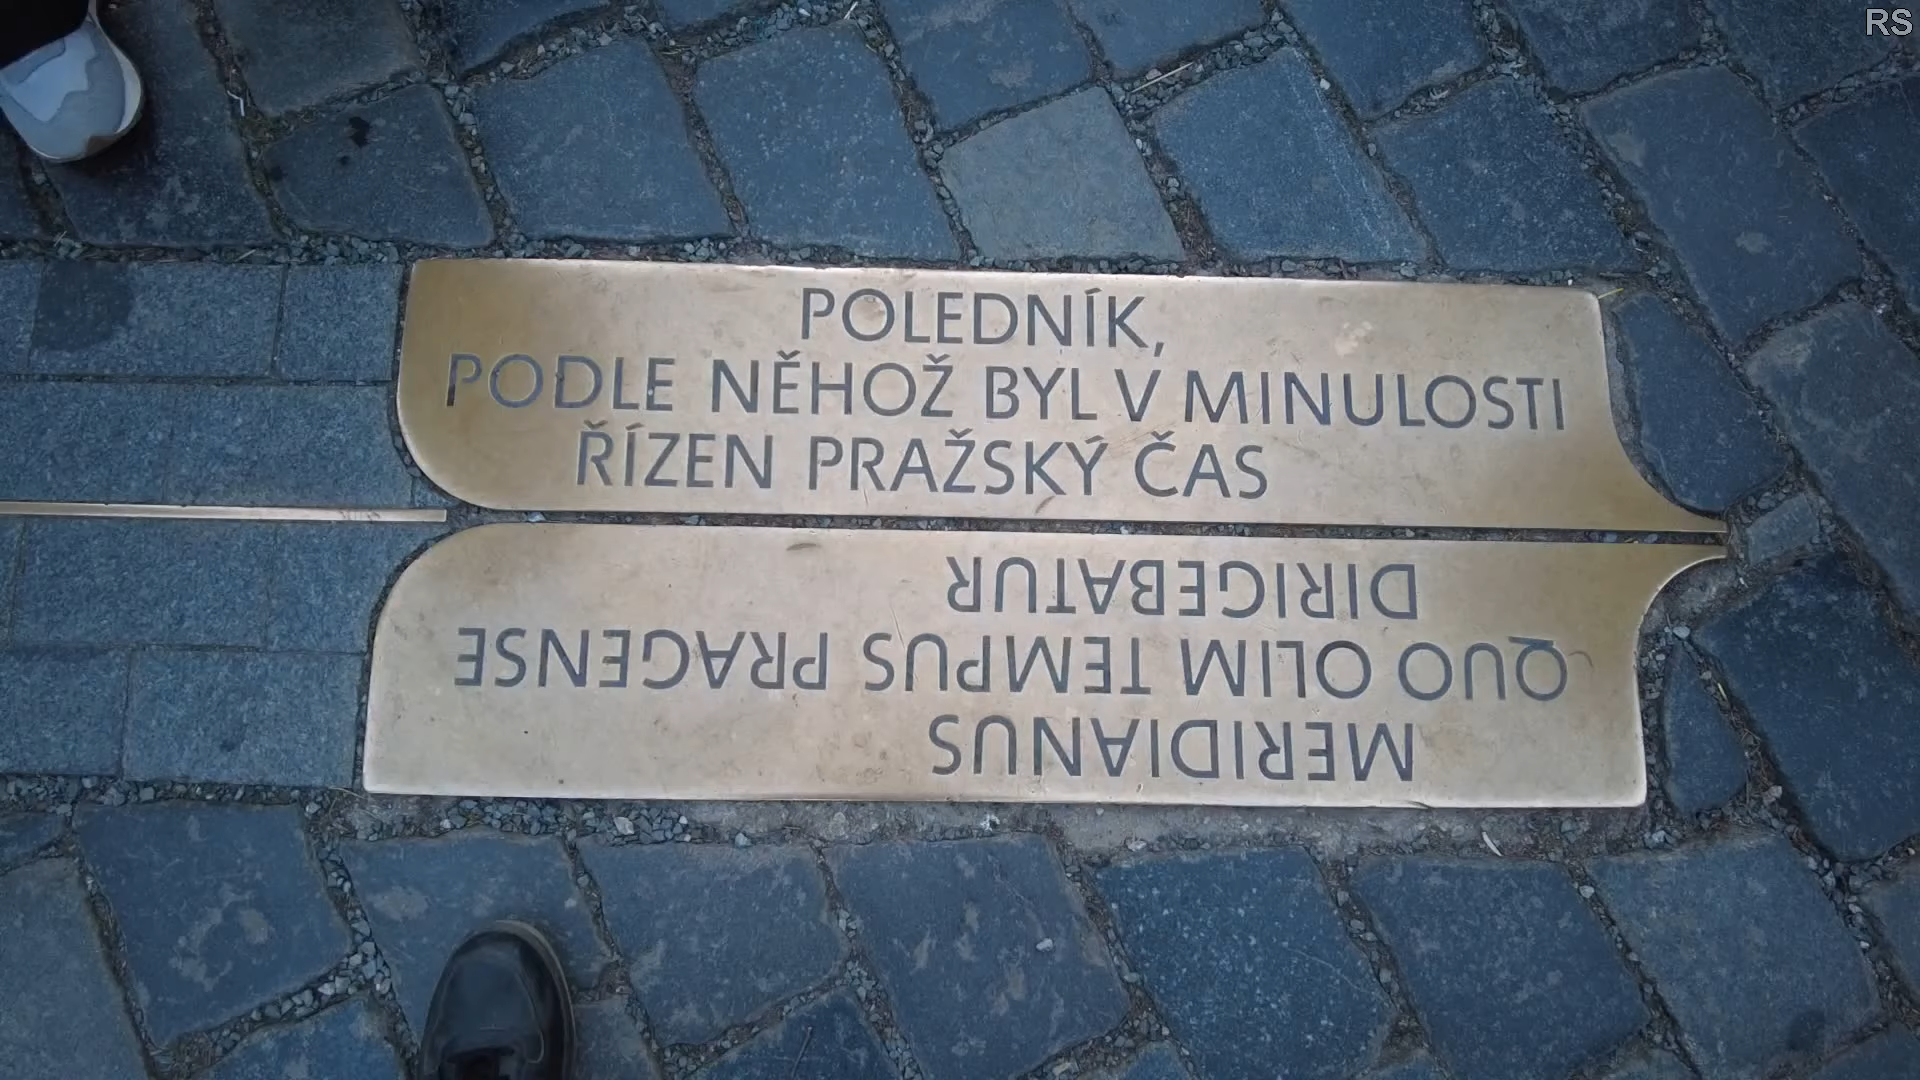 RS
POLEDNÍK,
PODLE NĚHOŽ BYL V MINULOSTI
ŘÍZEN PRAŽSKÝ ČAS
MERIDIANUS
QUO OLIM TEMPUS PRAGENSE
DIRIGEBATUR